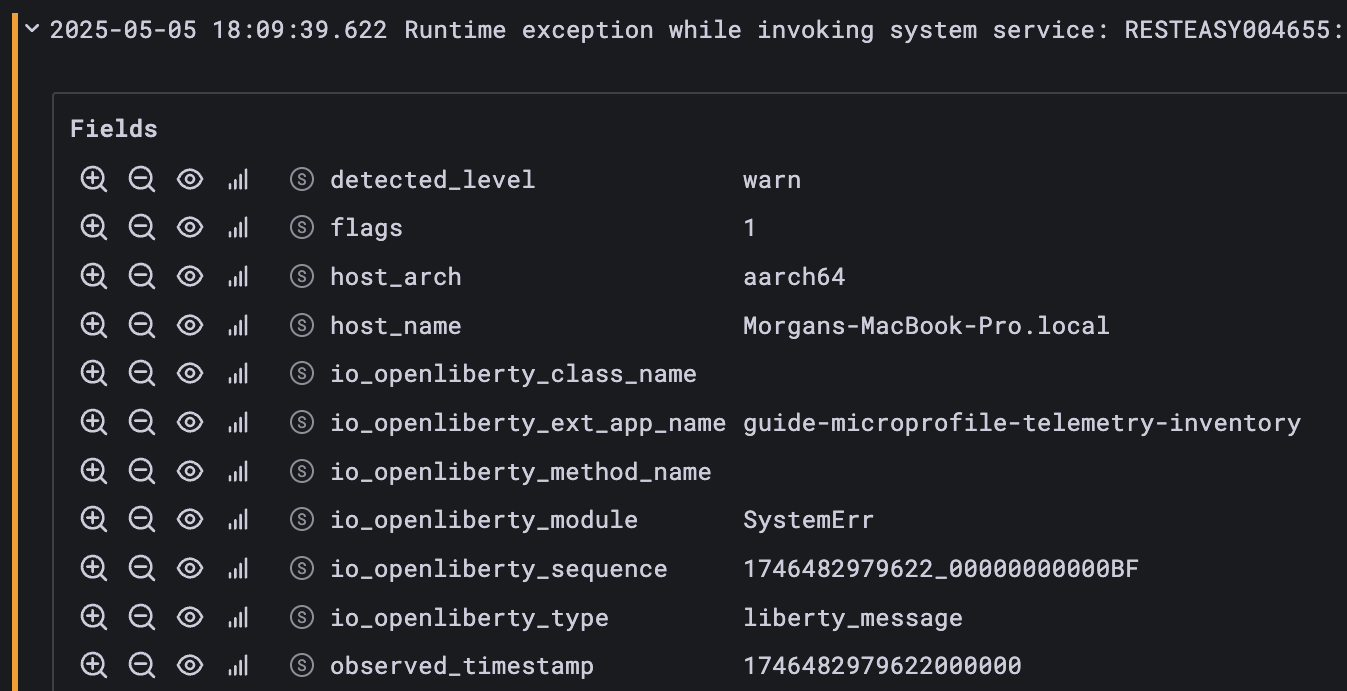 2025-05-05 18:09:39.622 Runtime exception while invoking system service: RESTEASY004655:
Fields
S detected_level warn
S flags 1
S host_arch aarch64
S host_name Morgans-MacBook-Pro.local
S io_openliberty_class_name
S io_openliberty_ext_app_name guide-microprofile-telemetry-inventory
S io_openliberty_method_name
S io_openliberty_module SystemErr
S io_openliberty_sequence 1746482979622_00000000000BF
S io_openliberty_type liberty_message
S observed_timestamp 1746482979622000000